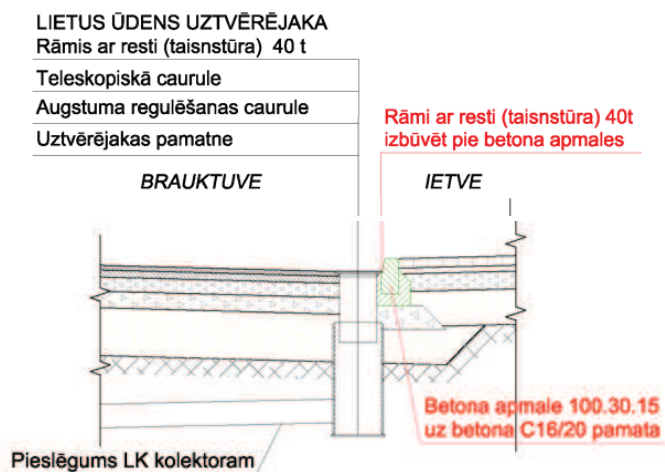 LIETUS ŪDENS UZTVĒRĒJAKA
Rāmis ar resti (taisnstūra) 40 t
Teleskopiskā caurule
Augstuma regulēšanas caurule
Uztvērējakas pamatne
Rāmi ar resti (taisnstūra) 40t
izbūvēt pie betona apmales
BRAUKTUVE
IETVE
Betona apmale 100.30.15
uz betona C16/20 pamata
Pieslēgums LK kolektoram